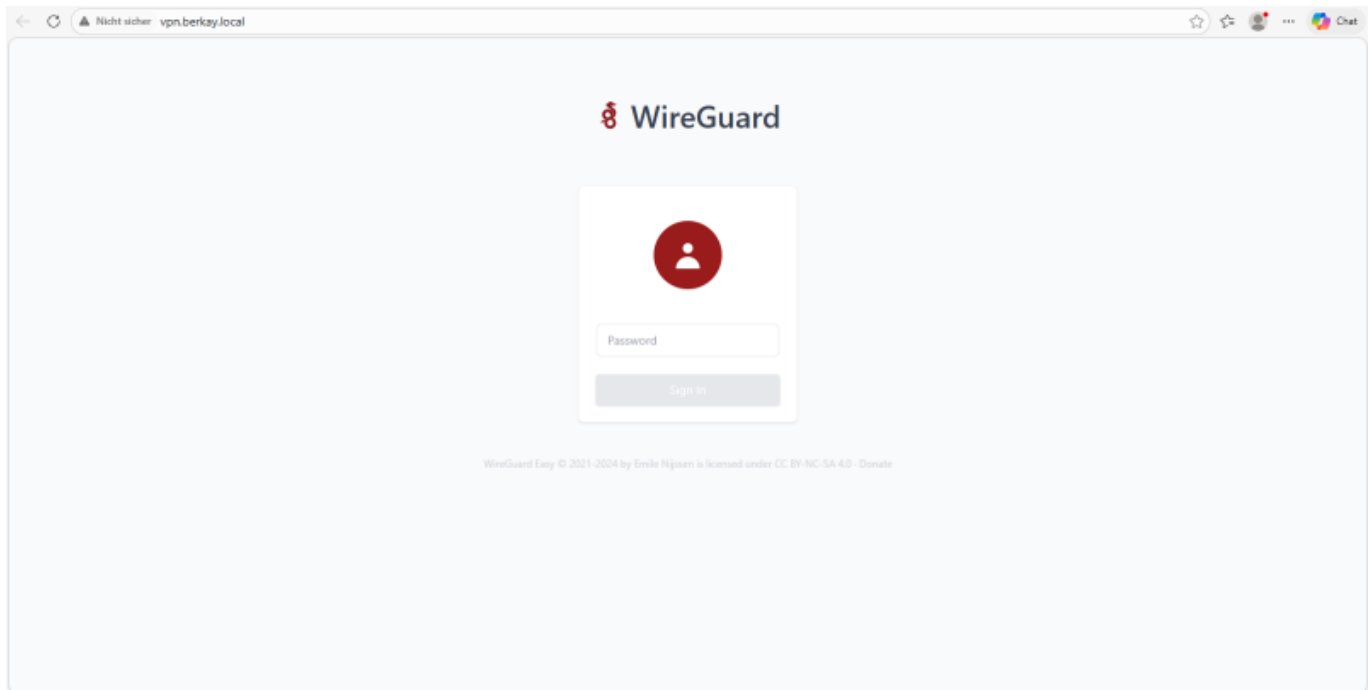 Nicht sicher vpn.berkay.local
Chat
WireGuard
Password
Sign In
WireGuard Easy © 2021-2024 by Emile Nijssen is licensed under CC BY-NC-SA 4.0 · Donate